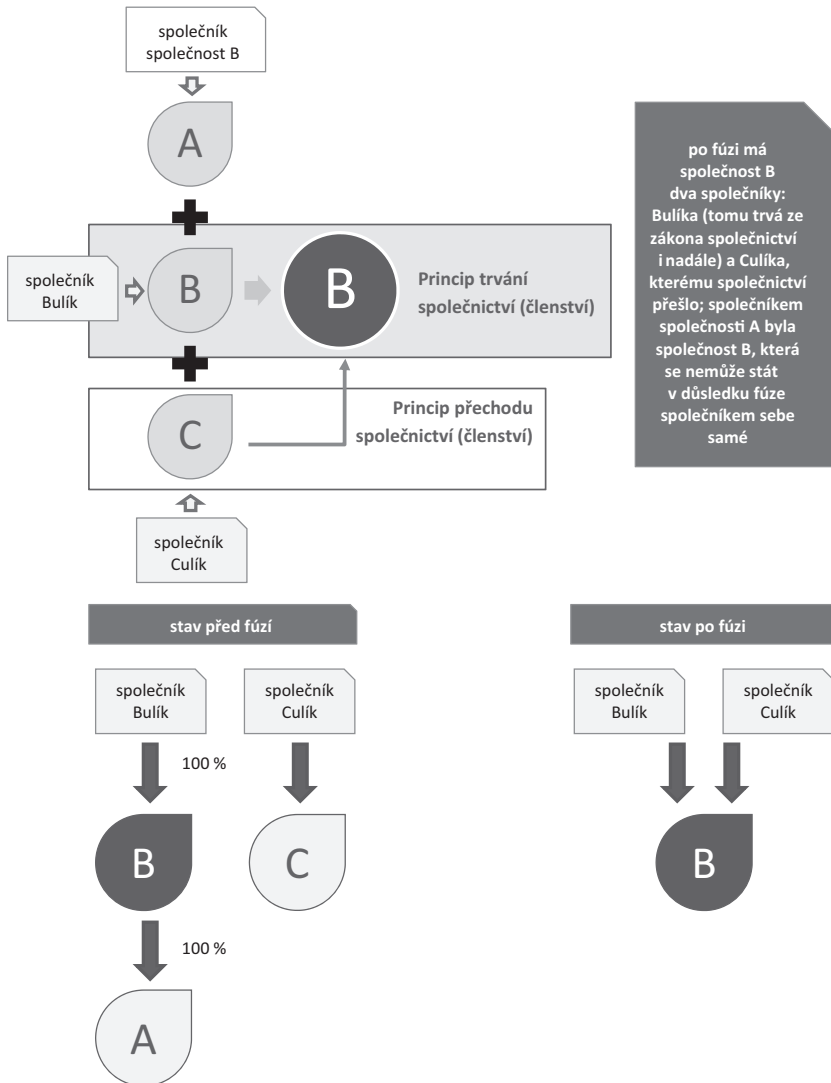 společník
společnost B
A
po fúzi má
společnost B
dva společníky:
Bulíka (tomu trvá ze
zákona společnictví
i nadále) a Culíka,
kterému společnictví
přešlo; společníkem
společnosti A byla
společnost B, která
se nemůže stát
v důsledku fúze
společníkem sebe
samé
společník
Bulík
B
B
Princip trvání
společnictví (členství)
C
Princip přechodu
společnictví (členství)
společník
Culík
stav před fúzí
stav po fúzi
společník
Bulík
společník
Culík
společník
Bulík
společník
Culík
100 %
B
C
B
100 %
A